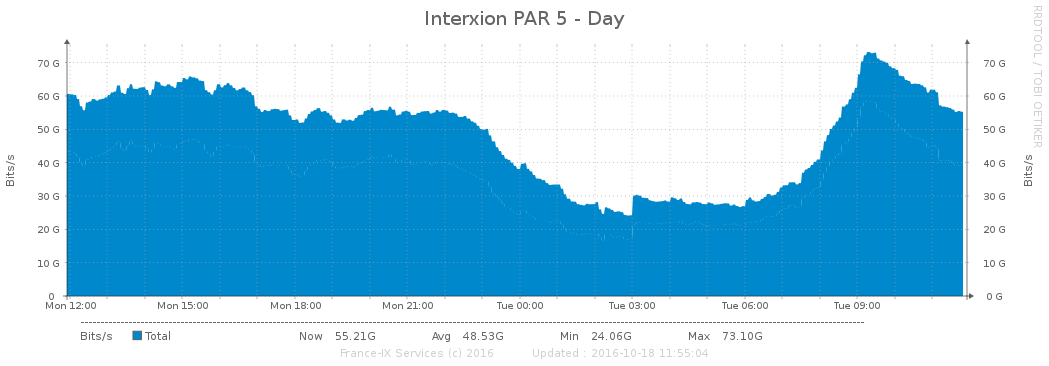 Interxion PAR 5 - Day
RRDTOOL / TOBI OETIKER
Bits/s
70 G
60 G
50 G
40 G
30 G
20 G
10 G
0
70 G
60 G
50 G
40 G
30 G
20 G
10 G
0 G
Bits/s
Mon 12:00 Mon 15:00 Mon 18:00 Mon 21:00 Tue 00:00 Tue 03:00 Tue 06:00 Tue 09:00
Bits/s Total Now 55.21G Avg 48.53G Min 24.06G Max 73.10G
France-IX Services (c) 2016 Updated : 2016-10-18 11:55:04